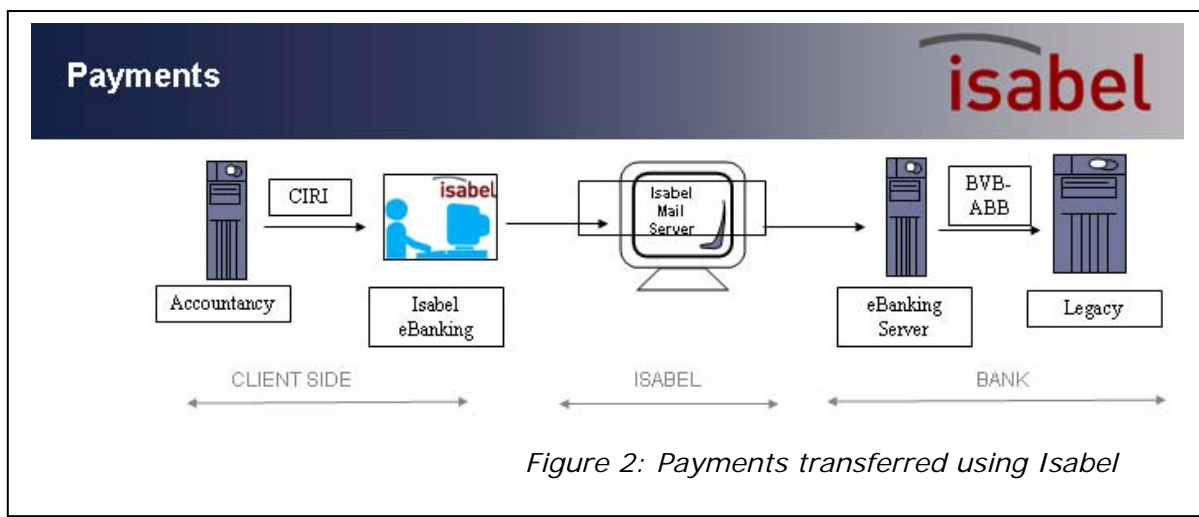 Payments
isabel
CIRI
isabel
Isabel
Mail
Server
BVB-
ABB
Accountancy
Isabel
eBanking
eBanking
Server
Legacy
CLIENT SIDE
ISABEL
BANK
Figure 2: Payments transferred using Isabel